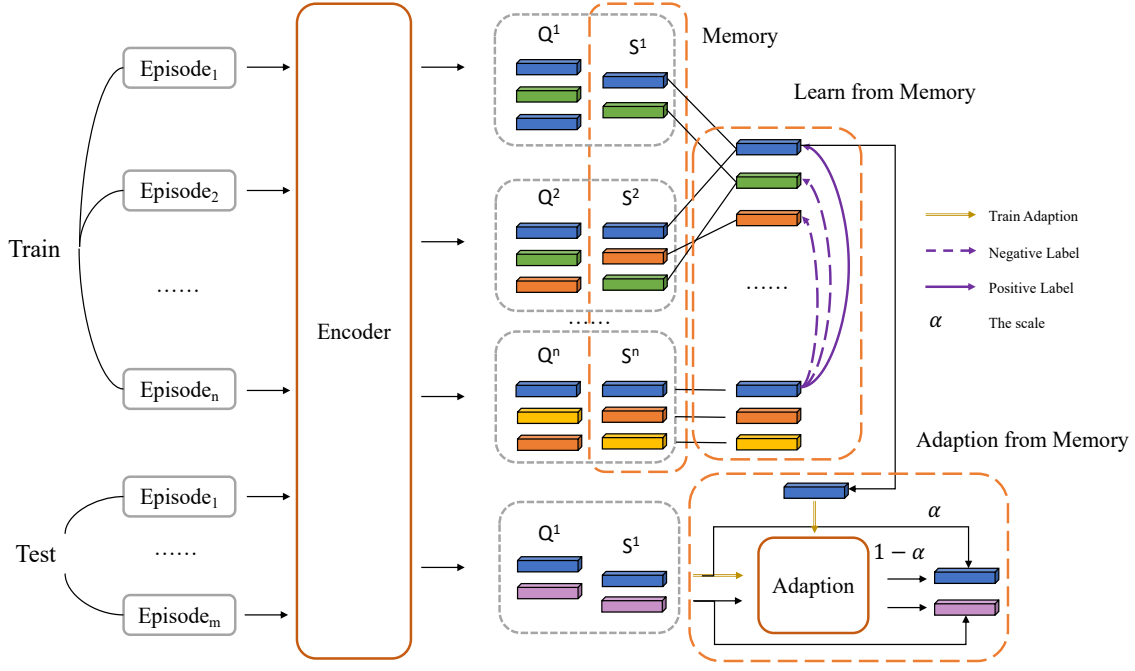 Train
Episode₁
Episode₂
……
Episodeₙ
Test
Episode₁
……
Episodeₘ
Encoder
Q¹
S¹
Memory
Q²
S²
……
Qⁿ
Sⁿ
Q¹
S¹
Learn from Memory
……
Train Adaption
Negative Label
Positive Label
α The scale
Adaption from Memory
α
1 − α
Adaption